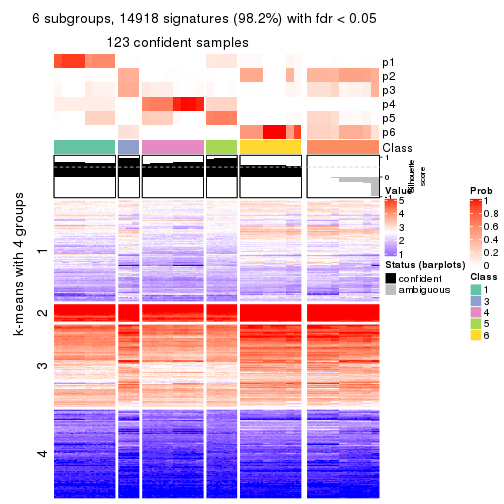 6 subgroups, 14918 signatures (98.2%) with fdr < 0.05
123 confident samples
p1
p2
p3
p4
p5
p6
Class
1
0
Silhouette
score
k-means with 4 groups
1
2
3
4
Value
5
4
3
2
1
Status (barplots)
confident
ambiguous
Prob
1
0.8
0.6
0.4
0.2
0
Class
1
3
4
5
6